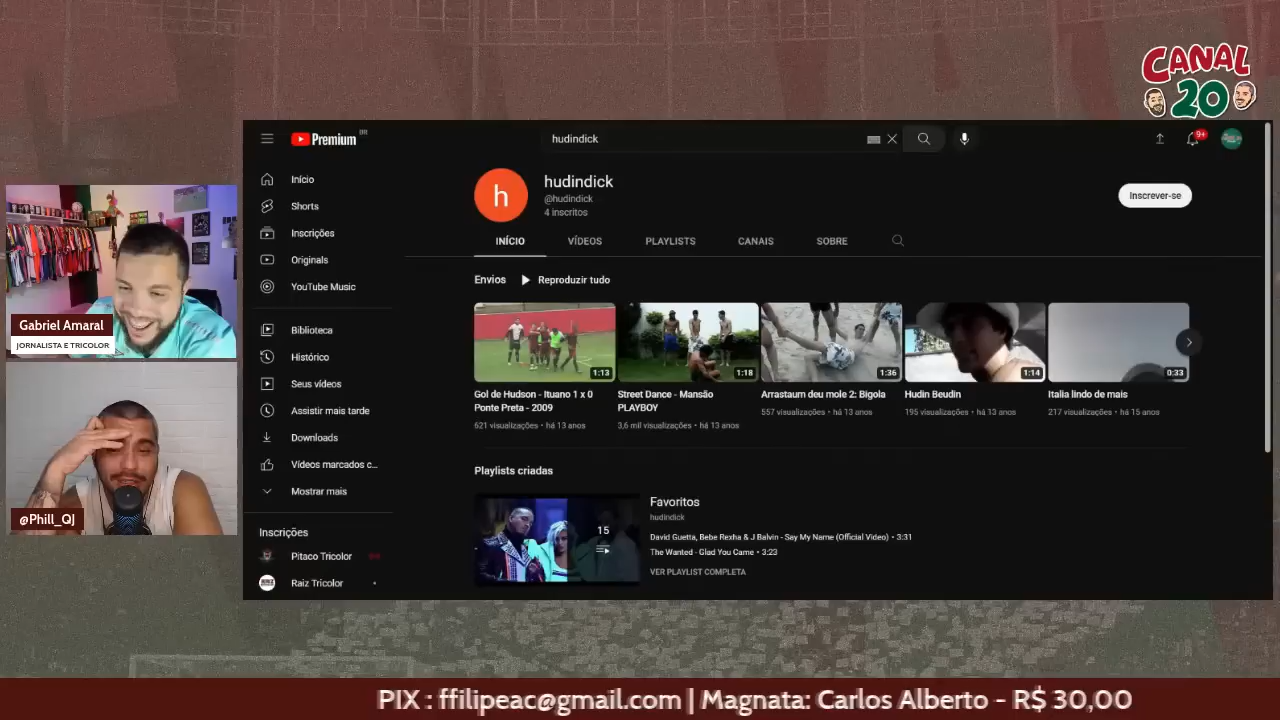 CANAL
20
Premium
BR
hudindick
9+
Início
Shorts
Inscrições
Originals
YouTube Music
Biblioteca
Histórico
Seus vídeos
Assistir mais tarde
Downloads
Vídeos marcados c...
Mostrar mais
Inscrições
Pitaco Tricolor
Raiz Tricolor
h
hudindick
@hudindick
4 inscritos
Inscrever-se
INÍCIO VÍDEOS PLAYLISTS CANAIS SOBRE
Envios Reproduzir tudo
1:13
Gol de Hudson - Ituano 1 x 0
Ponte Preta - 2009
621 visualizações • há 13 anos
1:18
Street Dance - Mansão
PLAYBOY
3,6 mil visualizações • há 13 anos
1:36
Arrastaum deu mole 2: Bigola
557 visualizações • há 13 anos
1:14
Hudin Beudin
195 visualizações • há 13 anos
0:33
Italia lindo de mais
217 visualizações • há 15 anos
Playlists criadas
15
Favoritos
hudindick
David Guetta, Bebe Rexha & J Balvin - Say My Name (Official Video) • 3:31
The Wanted - Glad You Came • 3:23
VER PLAYLIST COMPLETA
Gabriel Amaral
JORNALISTA E TRICOLOR
@Phill_QJ
PIX : ffilipeac@gmail.com | Magnata: Carlos Alberto - R$ 30,00